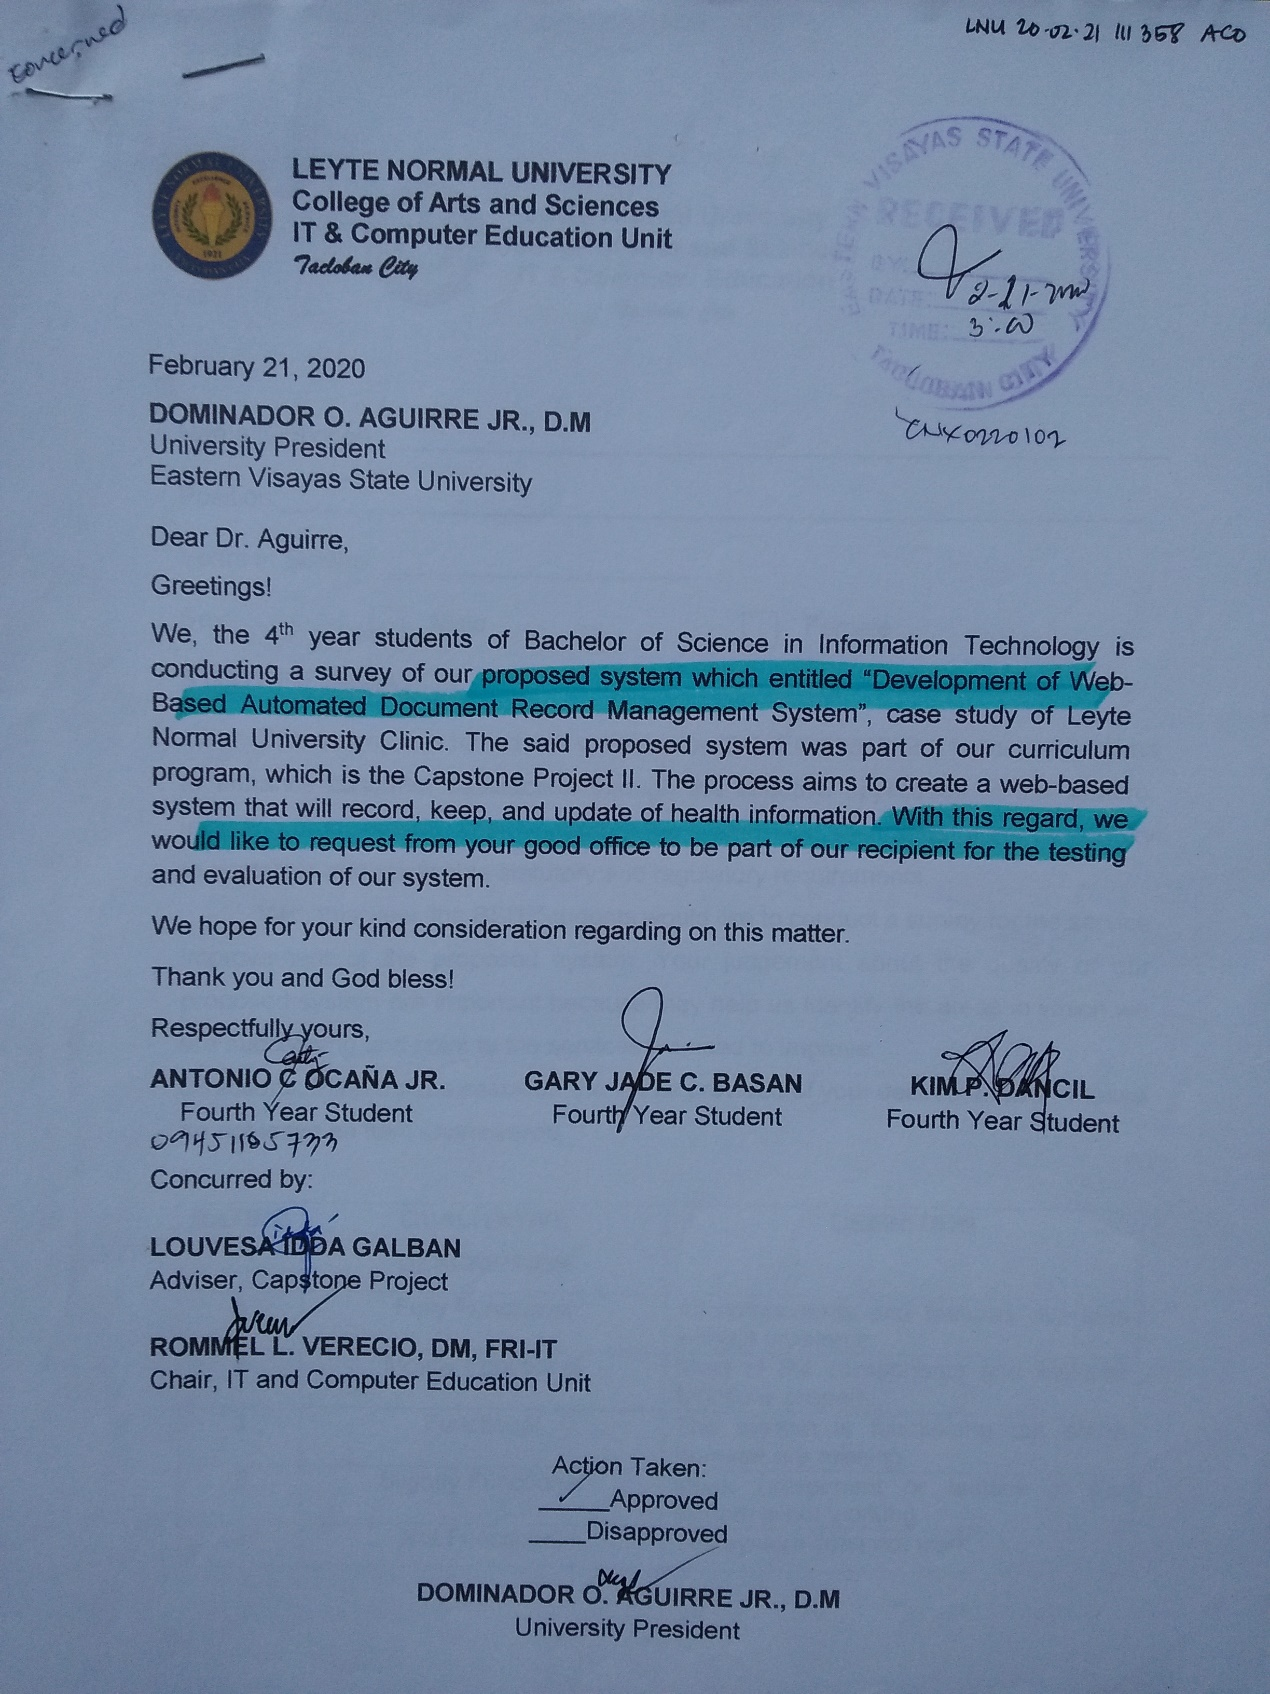 concerned
LNU 20-02-21 111 358 ACO
LEYTE NORMAL UNIVERSITY
College of Arts and Sciences
IT & Computer Education Unit
Tacloban City
VISAYAS STATE UNIVERSITY
RECEIVED
BY:
DATE:
TIME:
TACLOBAN CITY
3:00
February 21, 2020
DOMINADOR O. AGUIRRE JR., D.M
University President
Eastern Visayas State University
Dear Dr. Aguirre,
Greetings!
We, the 4th year students of Bachelor of Science in Information Technology is
conducting a survey of our proposed system which entitled “Development of Web-
Based Automated Document Record Management System”, case study of Leyte
Normal University Clinic. The said proposed system was part of our curriculum
program, which is the Capstone Project II. The process aims to create a web-based
system that will record, keep, and update of health information. With this regard, we
would like to request from your good office to be part of our recipient for the testing
and evaluation of our system.
We hope for your kind consideration regarding on this matter.
Thank you and God bless!
Respectfully yours,
ANTONIO C OCAÑA JR. GARY JADE C. BASAN KIM P. DANCIL
Fourth Year Student Fourth Year Student Fourth Year Student
09451185733
Concurred by:
LOUVESA IDDA GALBAN
Adviser, Capstone Project
ROMMEL L. VERECIO, DM, FRI-IT
Chair, IT and Computer Education Unit
Action Taken:
Approved
Disapproved
DOMINADOR O. AGUIRRE JR., D.M
University President